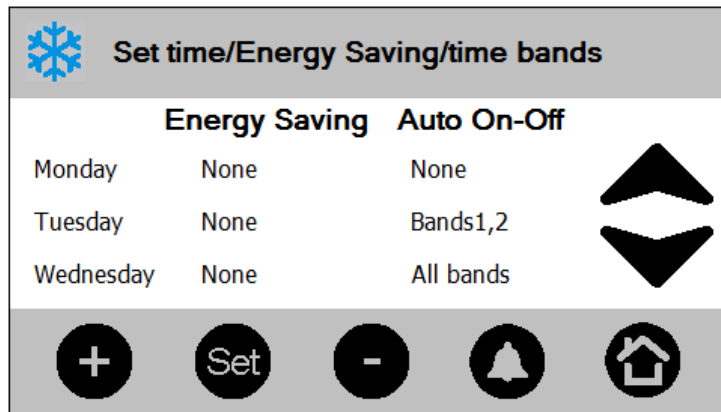 Set time/Energy Saving/time bands
Energy Saving Auto On-Off
Monday None None
Tuesday None Bands1,2
Wednesday None All bands
+ Set -